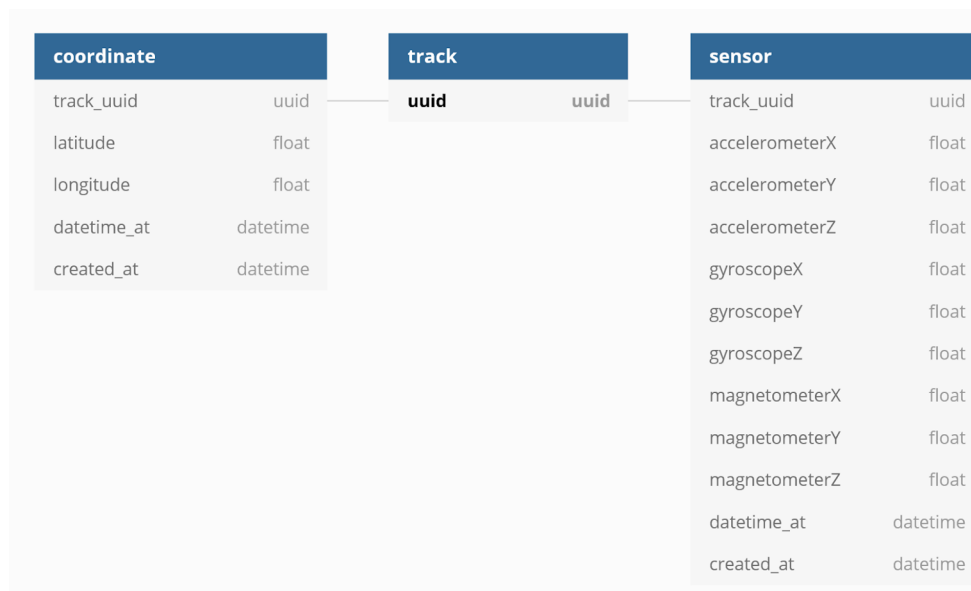 coordinate
track_uuid uuid
latitude float
longitude float
datetime_at datetime
created_at datetime
track
uuid uuid
sensor
track_uuid uuid
accelerometerX float
accelerometerY float
accelerometerZ float
gyroscopeX float
gyroscopeY float
gyroscopeZ float
magnetometerX float
magnetometerY float
magnetometerZ float
datetime_at datetime
created_at datetime